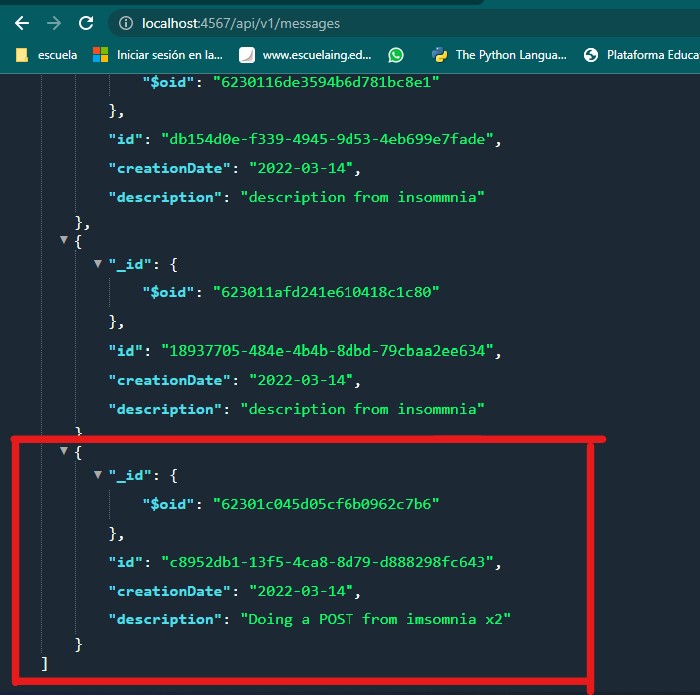 localhost:4567/api/v1/messages
escuela Iniciar sesión en la... www.escuelaing.ed... The Python Langua... Plataforma Educa
"$oid": "6230116de3594b6d781bc8e1"
},
"id": "db154d0e-f339-4945-9d53-4eb699e7fade",
"creationDate": "2022-03-14",
"description": "description from insommnia"
},
{
"_id": {
"$oid": "623011afd241e610418c1c80"
},
"id": "18937705-484e-4b4b-8dbd-79cbaa2ee634",
"creationDate": "2022-03-14",
"description": "description from insommnia"
}
{
"_id": {
"$oid": "62301c045d05cf6b0962c7b6"
},
"id": "c8952db1-13f5-4ca8-8d79-d888298fc643",
"creationDate": "2022-03-14",
"description": "Doing a POST from imsomnia x2"
}
]